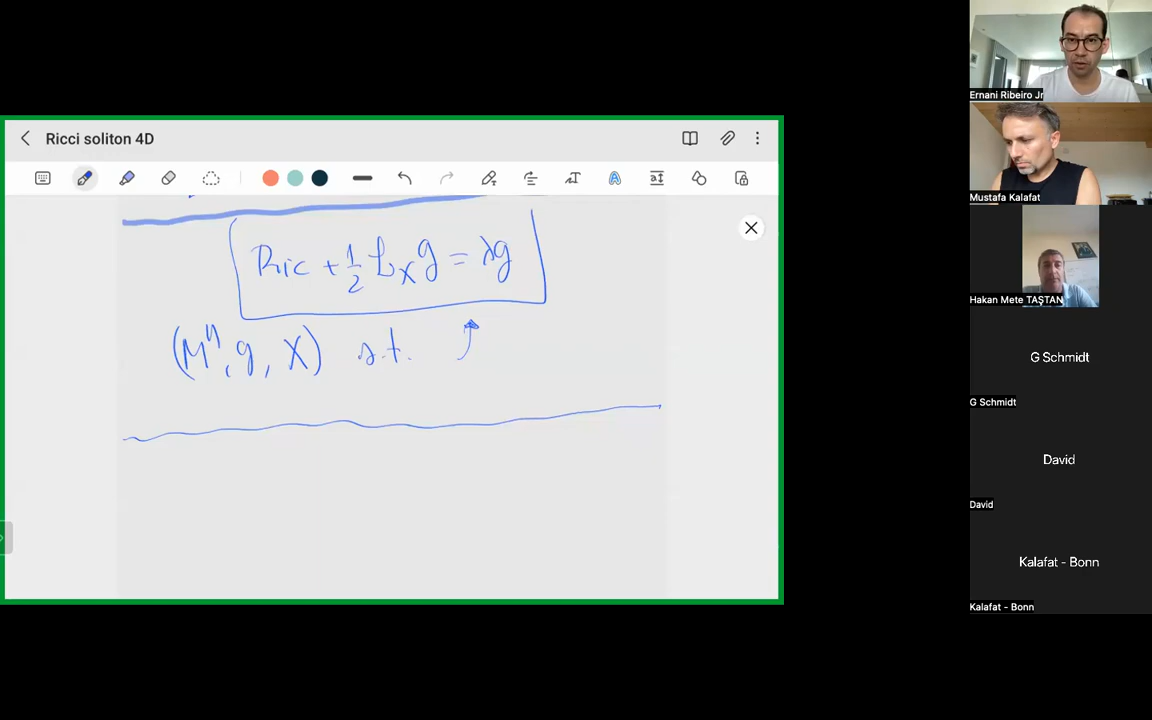 Ricci soliton 4D
Ric + 1/2 L_X g = λg
(Mⁿ, g, X) s.t.
Ernani Ribeiro Jr
Mustafa Kalafat
Hakan Mete TAŞTAN
G Schmidt
G Schmidt
David
David
Kalafat - Bonn
Kalafat - Bonn